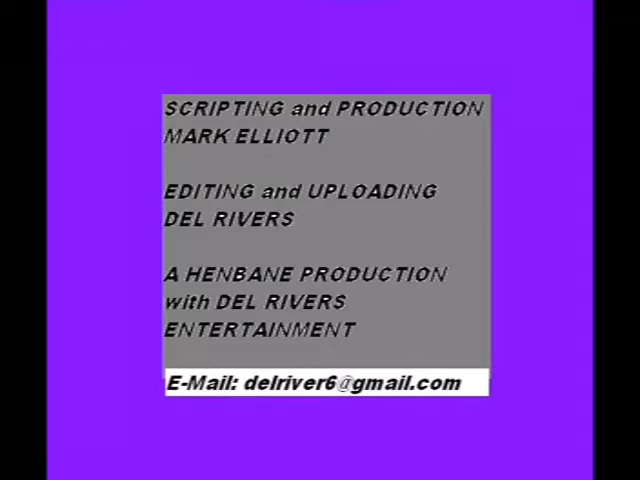 SCRIPTING and PRODUCTION
MARK ELLIOTT
EDITING and UPLOADING
DEL RIVERS
A HENBANE PRODUCTION
with DEL RIVERS
ENTERTAINMENT
E-Mail: delriver6@gmail.com